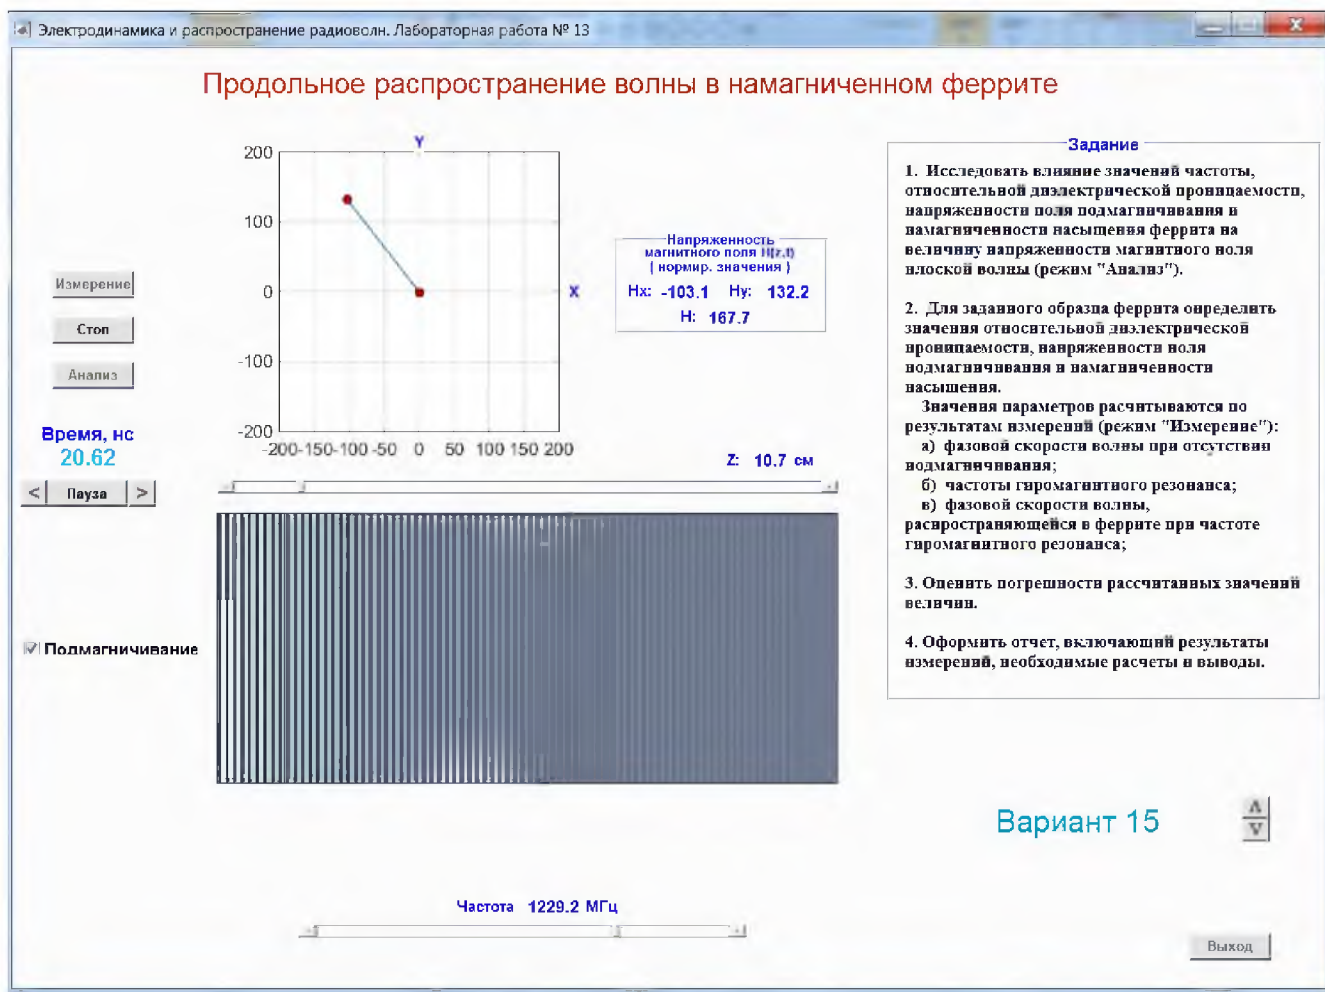 Электродинамика и распространение радиоволн. Лабораторная работа № 13
Продольное распространение волны в намагниченном феррите
Y
200
100
0
-100
-200
-200-150-100 -50 0 50 100 150 200
X
Напряженность
магнитного поля H(z,t)
( нормир. значения )
Hx: -103.1 Hy: 132.2
H: 167.7
Измерение
Стоп
Анализ
Время, нс
20.62
< Пауза >
Z: 10.7 см
Подмагничивание
Частота 1229.2 МГц
Задание
1. Исследовать влияние значений частоты,
относительной диэлектрической проницаемости,
напряженности поля подмагничивания и
намагниченности насыщения феррита на
величину напряженности магнитного поля
плоской волны (режим "Анализ").
2. Для заданного образца феррита определить
значения относительной диэлектрической
проницаемости, напряженности поля
подмагничивания и намагниченности
насыщения.
Значения параметров расчитываются по
результатам измерений (режим "Измерение"):
а) фазовой скорости волны при отсутствии
подмагничивания;
б) частоты гиромагнитного резонанса;
в) фазовой скорости волны,
распространяющейся в феррите при частоте
гиромагнитного резонанса;
3. Оценить погрешности рассчитанных значений
величин.
4. Оформить отчет, включающий результаты
измерений, необходимые расчеты и выводы.
Вариант 15
Λ
V
Выход